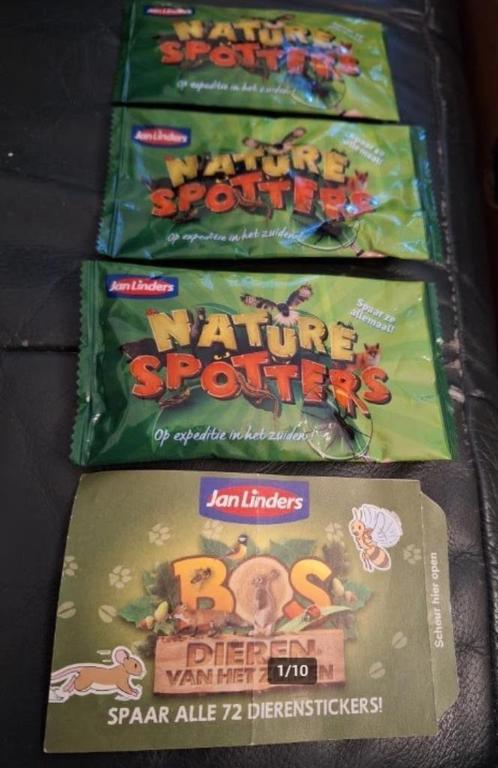 Jan Linders
NATURE
SPOTTERS
Op expeditie in het zuiden!
Jan Linders
Spaar ze
allemaal!
NATURE
SPOTTERS
Op expeditie in het zuiden!
Jan Linders
Spaar ze
allemaal!
NATURE
SPOTTERS
Op expeditie in het zuiden!
Jan Linders
BOS
DIEREN
VAN HET
1/10
SPAAR ALLE 72 DIERENSTICKERS!
Scheur hier open